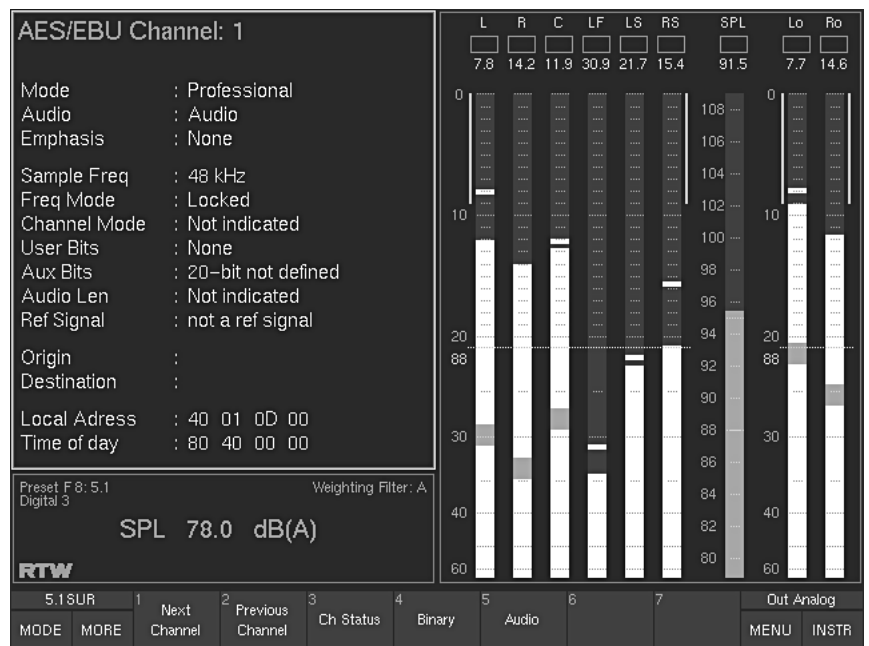 AES/EBU Channel: 1
Mode : Professional
Audio : Audio
Emphasis : None
Sample Freq : 48 kHz
Freq Mode : Locked
Channel Mode : Not indicated
User Bits : None
Aux Bits : 20-bit not defined
Audio Len : Not indicated
Ref Signal : not a ref signal
Origin :
Destination :
Local Adress : 40 01 0D 00
Time of day : 80 40 00 00
Preset F 8: 5.1 Weighting Filter: A
Digital 3
SPL 78.0 dB(A)
RTW
L R C LF LS RS SPL Lo Ro
7.8 14.2 11.9 30.9 21.7 15.4 91.5 7.7 14.6
0
10
20
88
30
40
60
108
106
104
102
100
98
96
94
92
90
88
86
84
82
80
0
10
20
88
30
40
60
5.1SUR
MODE MORE
1 Next Channel
2 Previous Channel
3 Ch Status
4 Binary
5 Audio
6
7
Out Analog
MENU INSTR